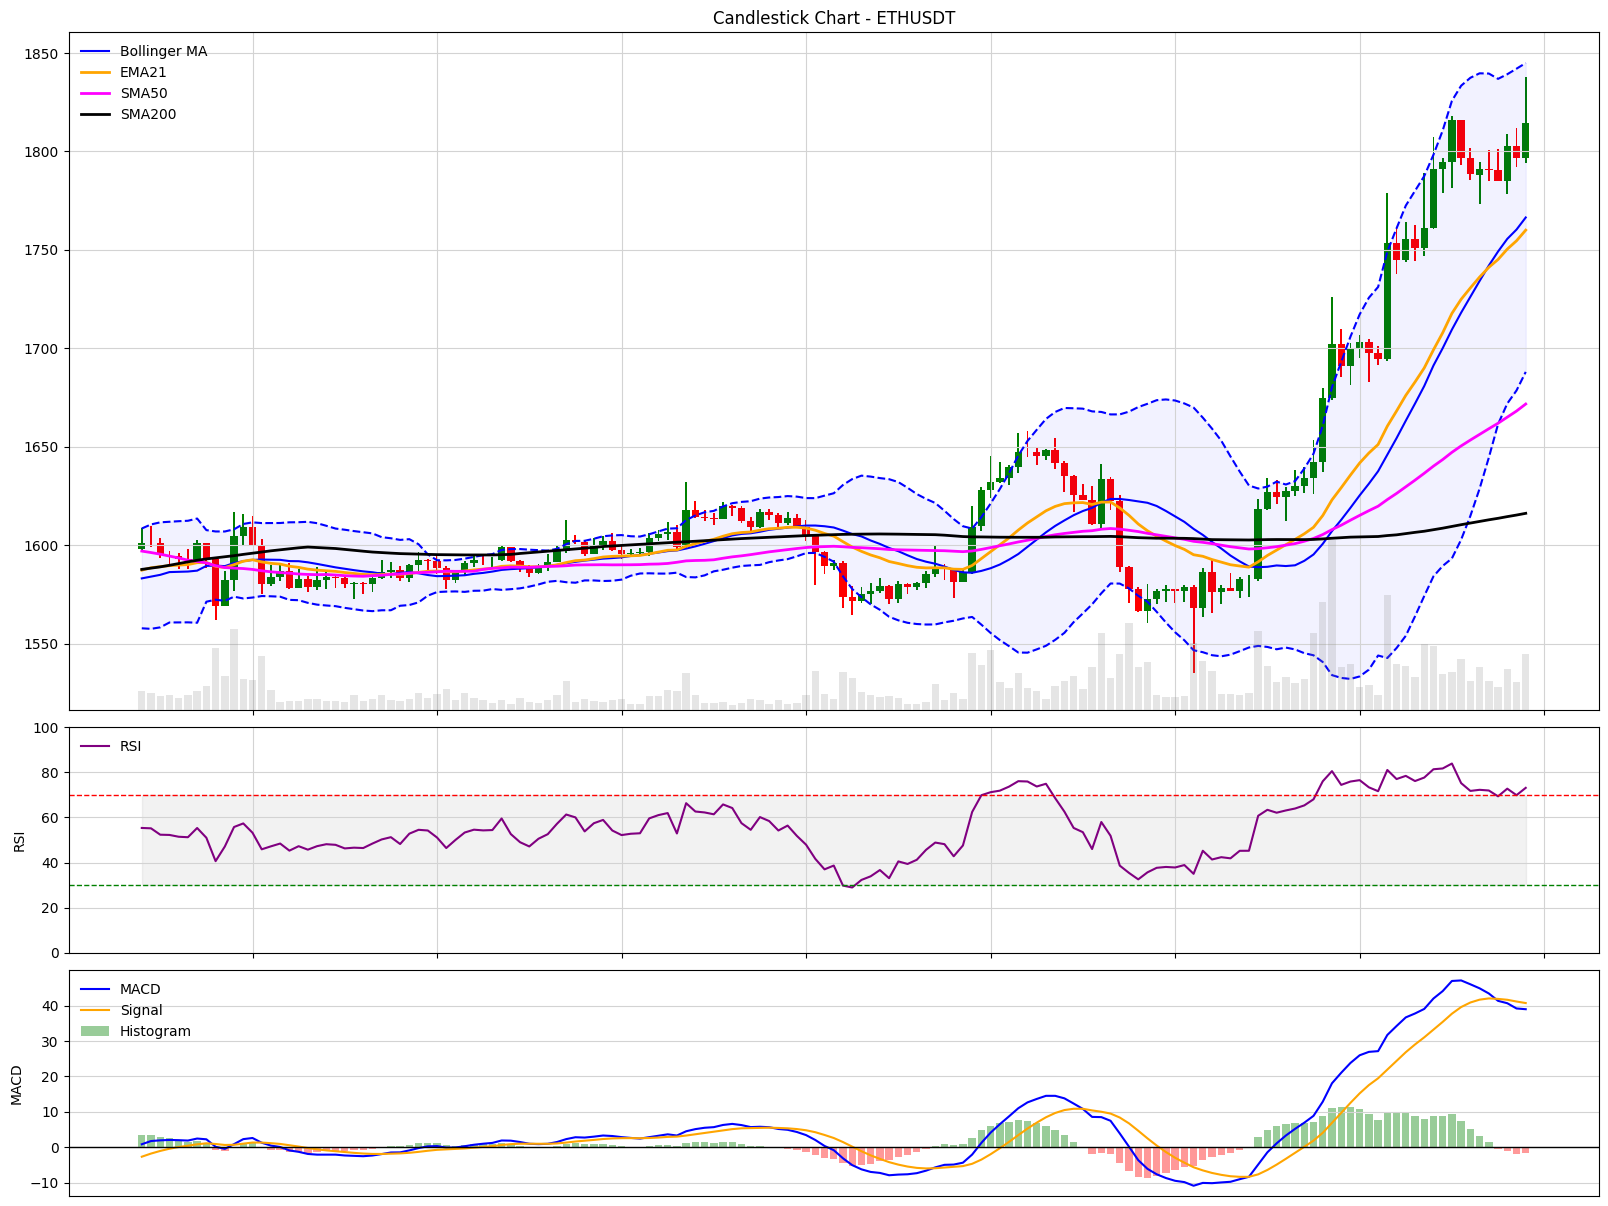 Candlestick Chart - ETHUSDT
Bollinger MA
EMA21
SMA50
SMA200
1850
1800
1750
1700
1650
1600
1550
RSI
100
80
60
40
20
0
RSI
MACD
Signal
Histogram
40
30
20
10
0
−10
MACD